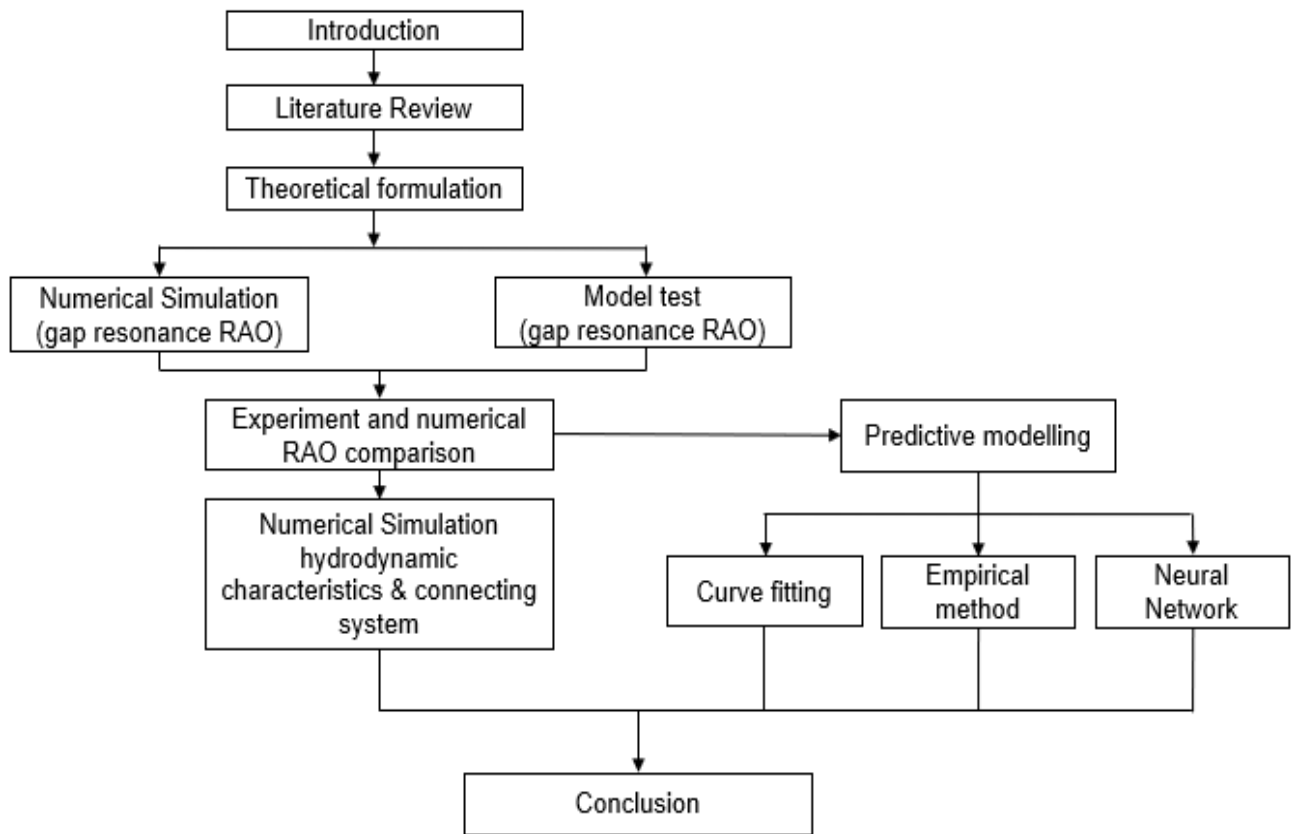 Introduction
Literature Review
Theoretical formulation
Numerical Simulation
(gap resonance RAO)
Model test
(gap resonance RAO)
Experiment and numerical
RAO comparison
Predictive modelling
Numerical Simulation
hydrodynamic
characteristics & connecting
system
Curve fitting
Empirical
method
Neural
Network
Conclusion